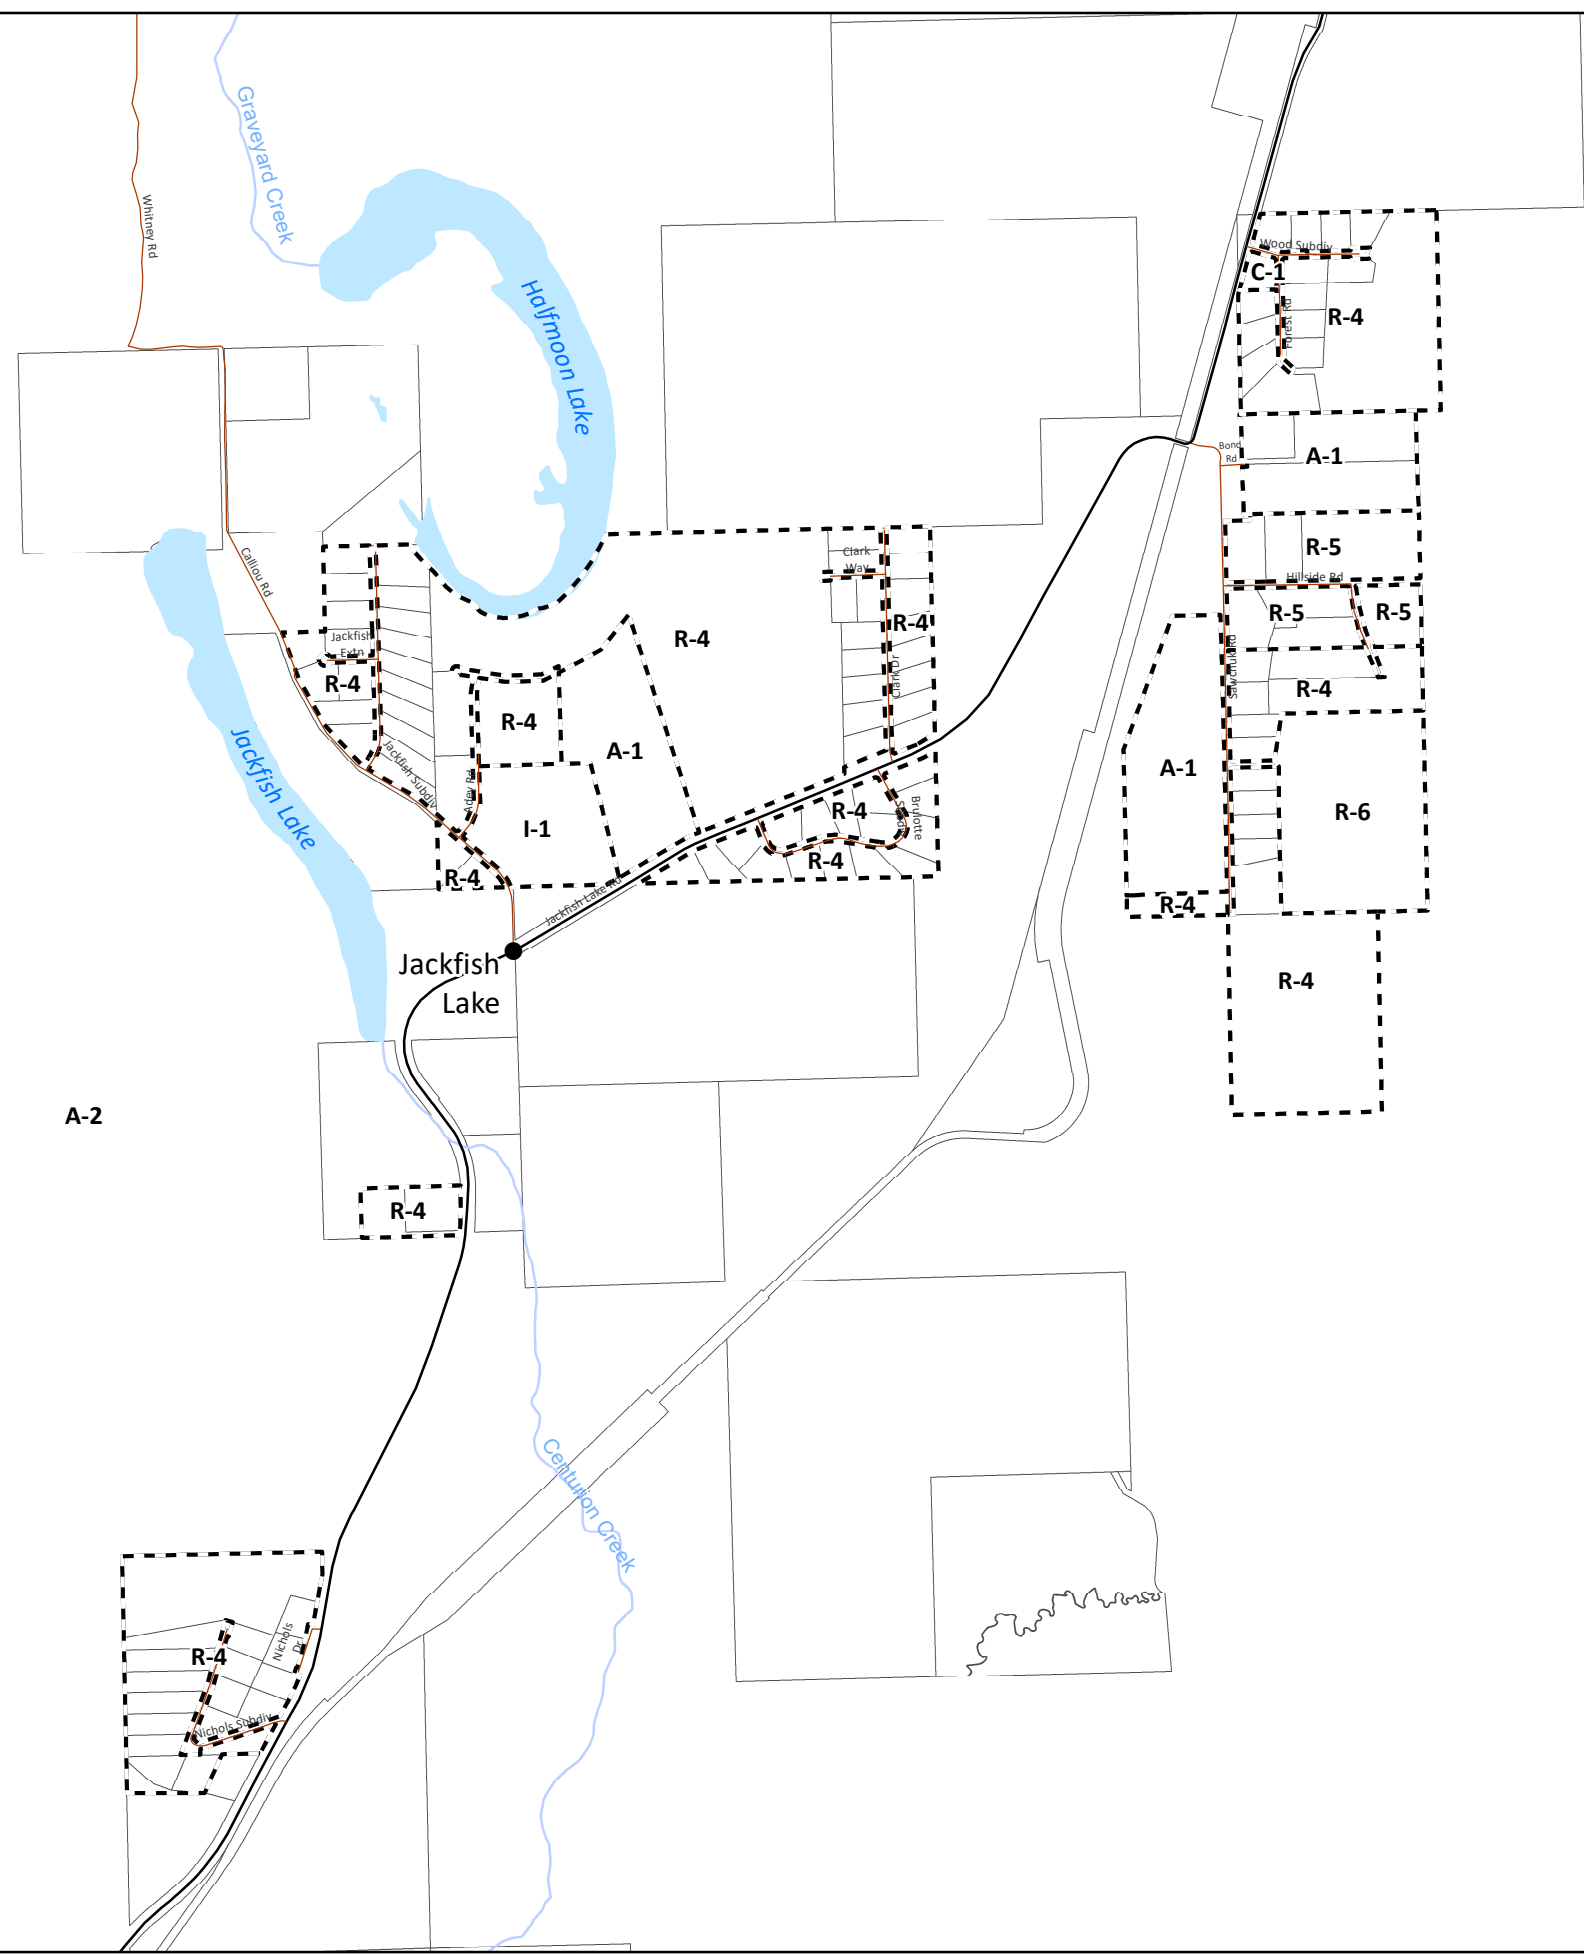 Graveyard Creek
Whitney Rd
Halfmoon Lake
Wood Subdiv
C-1
Forest Rd
R-4
Bond
Rd
A-1
R-5
Hillside Rd
R-5
R-5
Sawchuk Rd
R-4
A-1
R-6
R-4
R-4
Clark
Way
R-4
R-4
Clark Dr
Calliou Rd
Jackfish
Extn
R-4
Jackfish Subdiv
R-4
A-1
Adey Rd
I-1
R-4
R-4
Brulotte
R-4
Jackfish Lake Rd
Jackfish Lake
Jackfish
Lake
A-2
R-4
Centurion Creek
Nichols
Dr
R-4
Nichols Subdiv